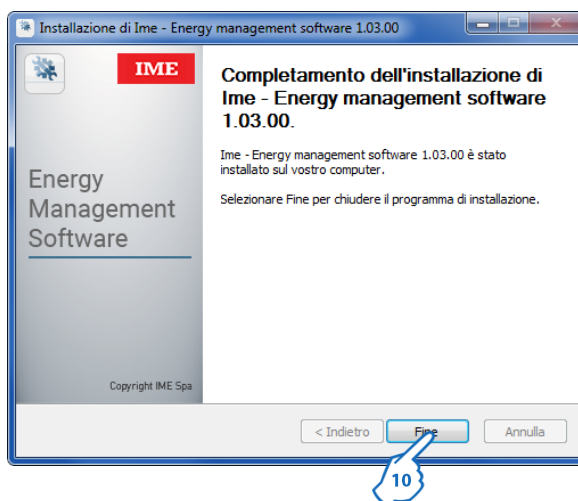 Installazione di Ime - Energy management software 1.03.00
IME
Energy
Management
Software
Copyright IME Spa
Completamento dell'installazione di
Ime - Energy management software
1.03.00.
Ime - Energy management software 1.03.00 è stato
installato sul vostro computer.
Selezionare Fine per chiudere il programma di installazione.
< Indietro
Fine
Annulla
10